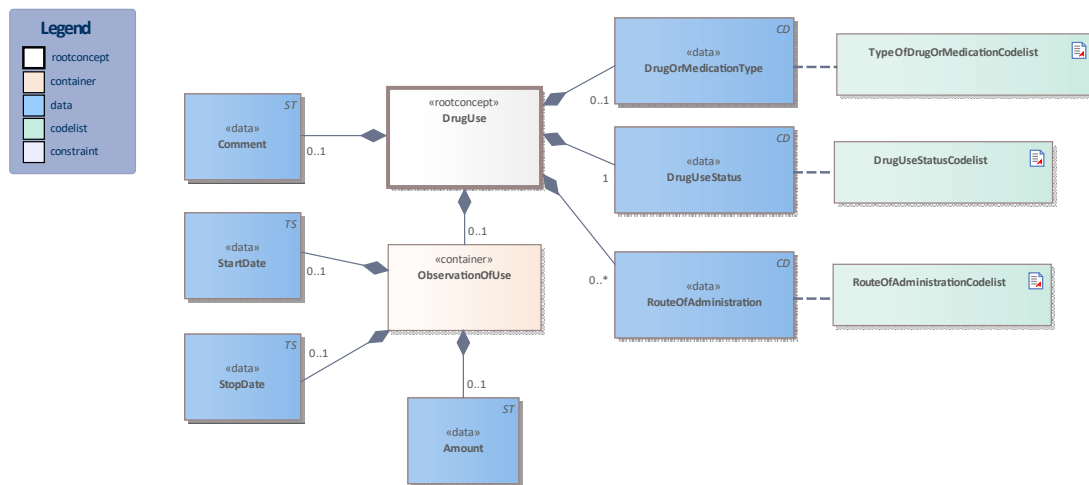 Legend
rootconcept
container
data
codelist
constraint
ST
«data»
Comment
0..1
«rootconcept»
DrugUse
CD
«data»
DrugOrMedicationType
0..1
TypeOfDrugOrMedicationCodelist
CD
«data»
DrugUseStatus
1
DrugUseStatusCodelist
TS
«data»
StartDate
0..1
0..1
«container»
ObservationOfUse
CD
«data»
RouteOfAdministration
0..*
RouteOfAdministrationCodelist
TS
«data»
StopDate
0..1
0..1
ST
«data»
Amount